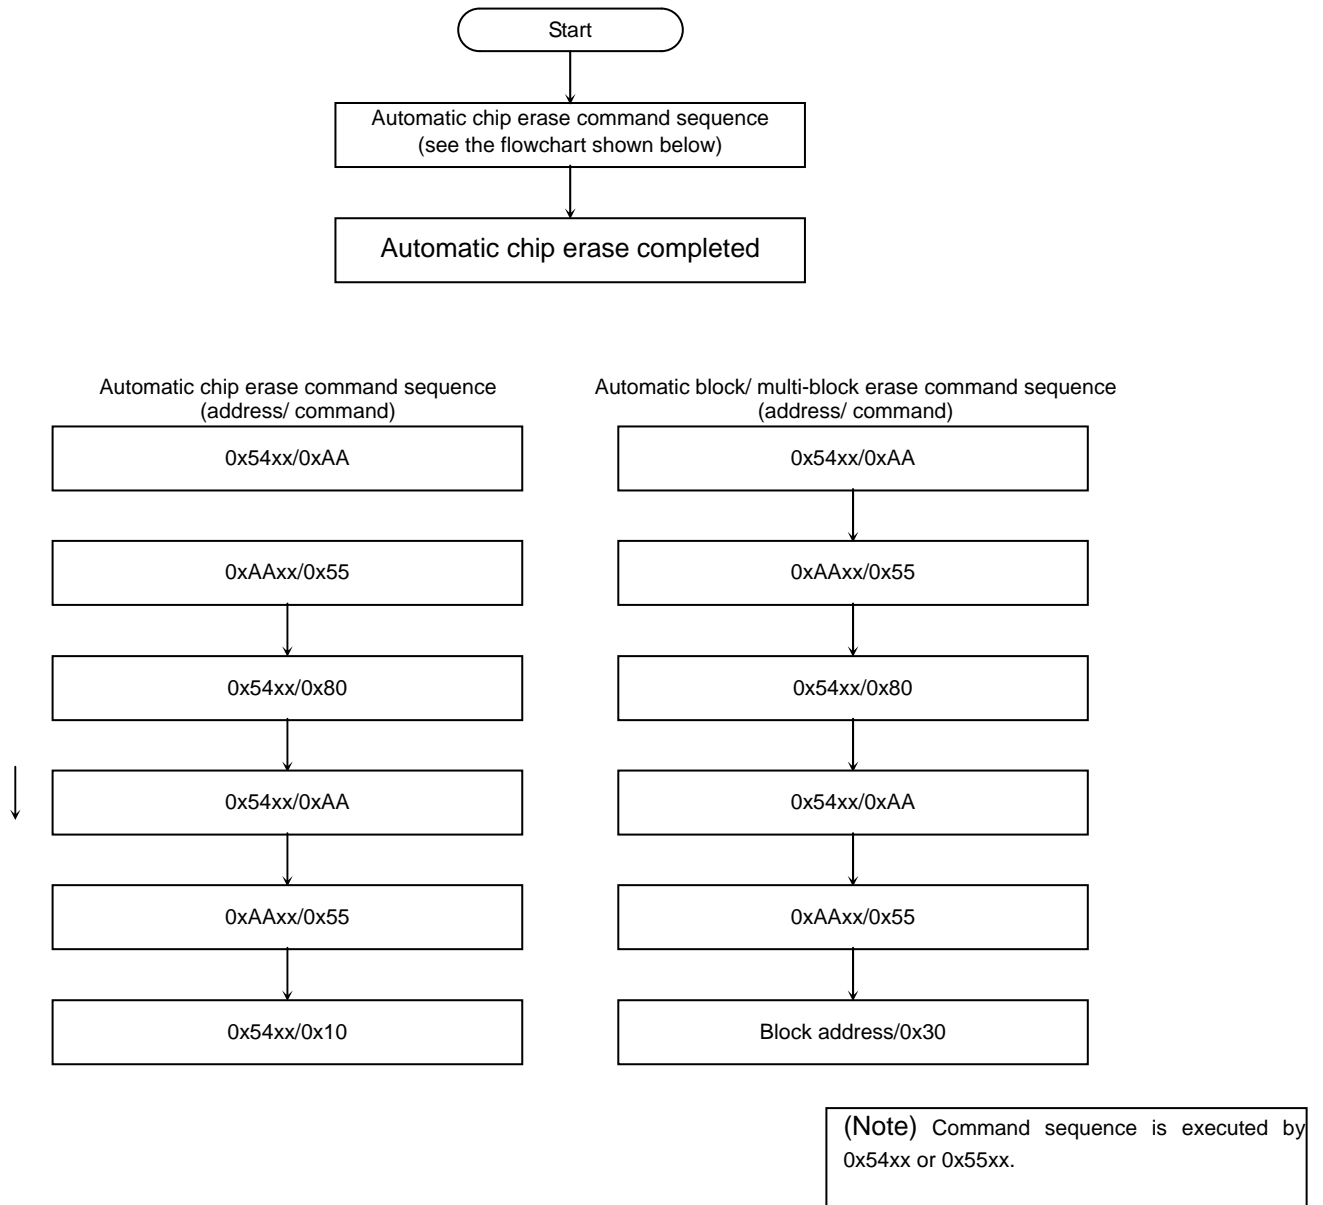 Start
Automatic chip erase command sequence
(see the flowchart shown below)
Automatic chip erase completed
Automatic chip erase command sequence
(address/ command)
0x54xx/0xAA
0xAAxx/0x55
0x54xx/0x80
0x54xx/0xAA
0xAAxx/0x55
0x54xx/0x10
Automatic block/ multi-block erase command sequence
(address/ command)
0x54xx/0xAA
0xAAxx/0x55
0x54xx/0x80
0x54xx/0xAA
0xAAxx/0x55
Block address/0x30
(Note) Command sequence is executed by
0x54xx or 0x55xx.